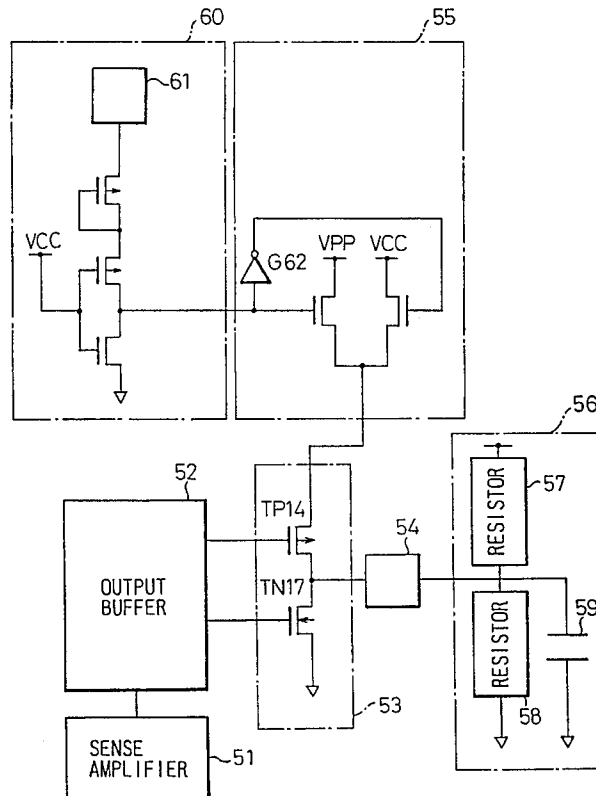 60
55
61
VCC
G62
VPP
VCC
56
52
TP14
54
RESISTOR
57
OUTPUT
BUFFER
TN17
59
RESISTOR
58
53
SENSE
AMPLIFIER
51